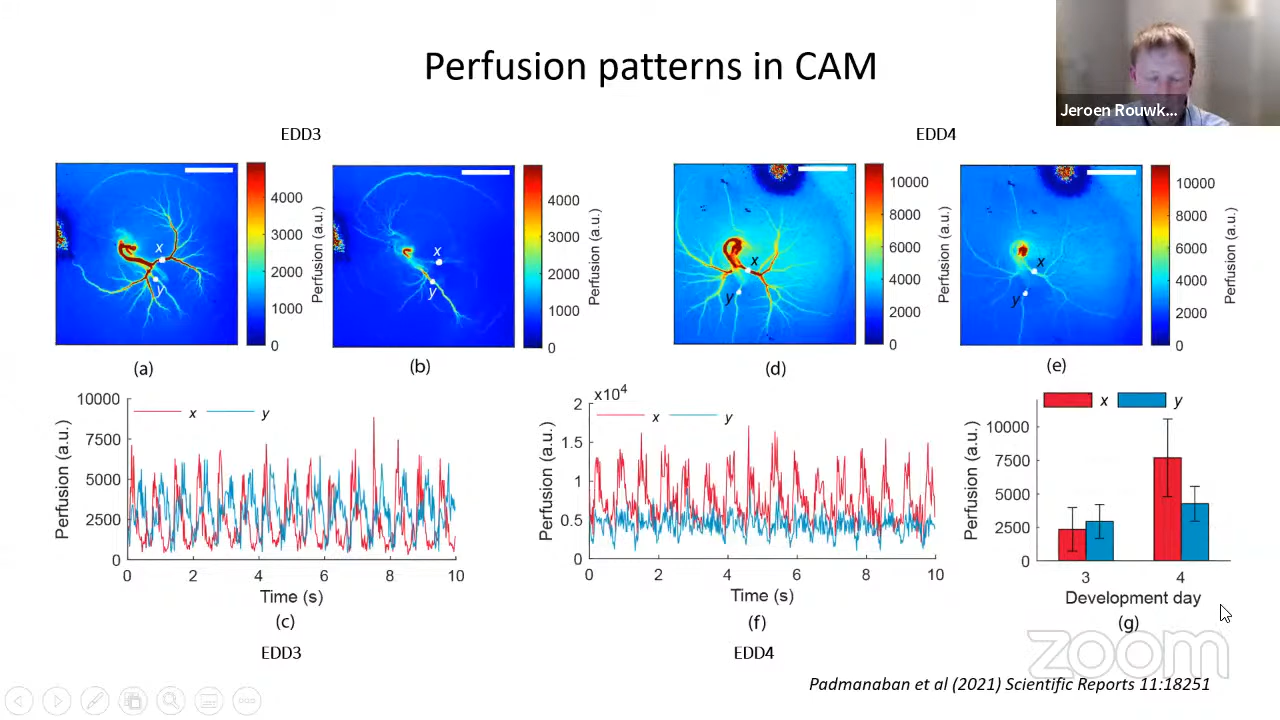 Perfusion patterns in CAM
Jeroen Rouwk...
EDD3
EDD4
x
y
4000
3000
2000
1000
0
Perfusion (a.u.)
(a)
x
y
4000
3000
2000
1000
0
Perfusion (a.u.)
(b)
x
y
10000
8000
6000
4000
2000
0
Perfusion (a.u.)
(d)
x
y
10000
8000
6000
4000
2000
0
Perfusion (a.u.)
(e)
x y
10000
7500
5000
2500
0
Perfusion (a.u.)
0 2 4 6 8 10
Time (s)
(c)
EDD3
x10⁴
x y
2
1.5
1
0.5
0
Perfusion (a.u.)
0 2 4 6 8 10
Time (s)
(f)
EDD4
x y
10000
7500
5000
2500
0
Perfusion (a.u.)
3 4
Development day
(g)
zoom
Padmanaban et al (2021) Scientific Reports 11:18251